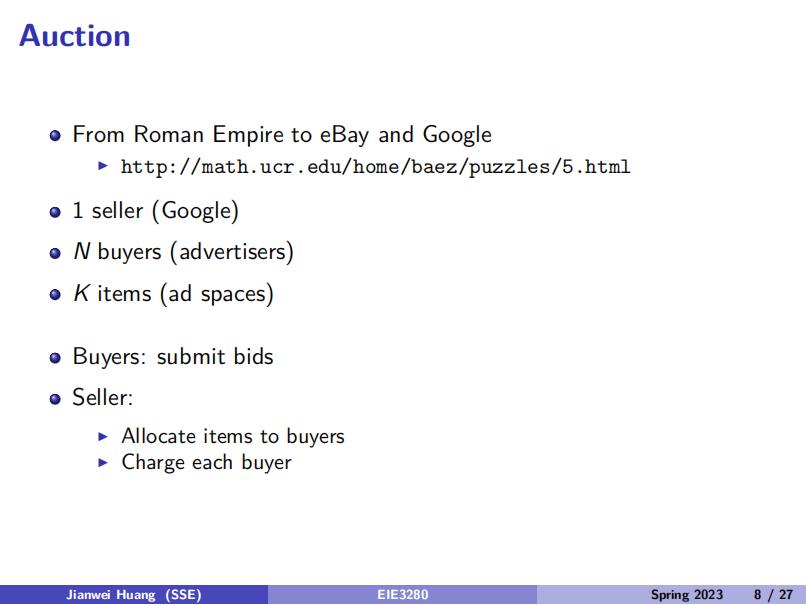 Auction
From Roman Empire to eBay and Google
http://math.ucr.edu/home/baez/puzzles/5.html
1 seller (Google)
N buyers (advertisers)
K items (ad spaces)
Buyers: submit bids
Seller:
Allocate items to buyers
Charge each buyer
Jianwei Huang (SSE) EIE3280 Spring 2023 8 / 27